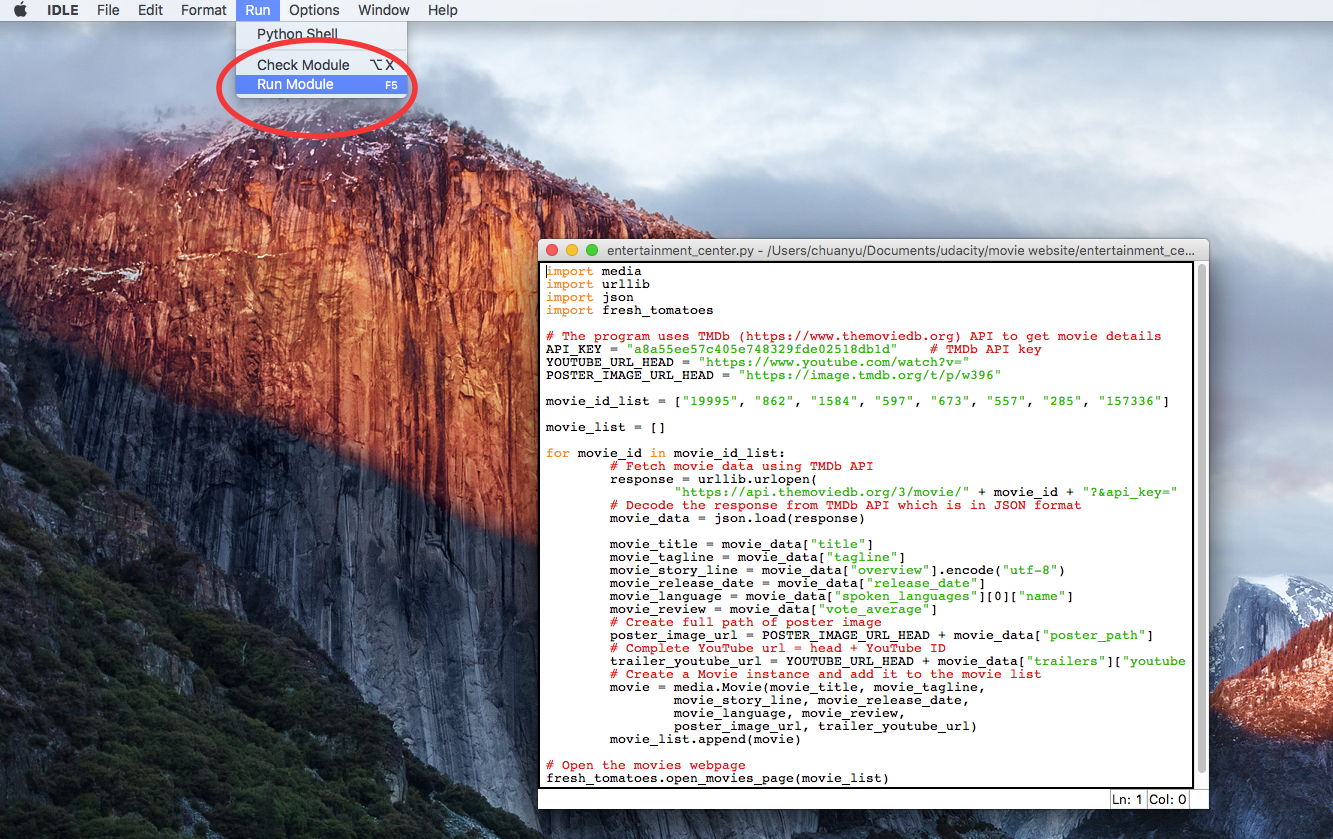 IDLE File Edit Format Run Options Window Help
Python Shell
Check Module ⌥X
Run Module F5
entertainment_center.py - /Users/chuanyu/Documents/udacity/movie website/entertainment_ce...
import media
import urllib
import json
import fresh_tomatoes
# The program uses TMDb (https://www.themoviedb.org) API to get movie details
API_KEY = "a8a55ee57c405e748329fde02518db1d"    # TMDb API key
YOUTUBE_URL_HEAD = "https://www.youtube.com/watch?v="
POSTER_IMAGE_URL_HEAD = "https://image.tmdb.org/t/p/w396"
movie_id_list = ["19995", "862", "1584", "597", "673", "557", "285", "157336"]
movie_list = []
for movie_id in movie_id_list:
        # Fetch movie data using TMDb API
        response = urllib.urlopen(
                "https://api.themoviedb.org/3/movie/" + movie_id + "?&api_key="
        # Decode the response from TMDb API which is in JSON format
        movie_data = json.load(response)
        movie_title = movie_data["title"]
        movie_tagline = movie_data["tagline"]
        movie_story_line = movie_data["overview"].encode("utf-8")
        movie_release_date = movie_data["release_date"]
        movie_language = movie_data["spoken_languages"][0]["name"]
        movie_review = movie_data["vote_average"]
        # Create full path of poster image
        poster_image_url = POSTER_IMAGE_URL_HEAD + movie_data["poster_path"]
        # Complete YouTube url = head + YouTube ID
        trailer_youtube_url = YOUTUBE_URL_HEAD + movie_data["trailers"]["youtube
        # Create a Movie instance and add it to the movie list
        movie = media.Movie(movie_title, movie_tagline,
                movie_story_line, movie_release_date,
                movie_language, movie_review,
                poster_image_url, trailer_youtube_url)
        movie_list.append(movie)
# Open the movies webpage
fresh_tomatoes.open_movies_page(movie_list)
Ln: 1 Col: 0